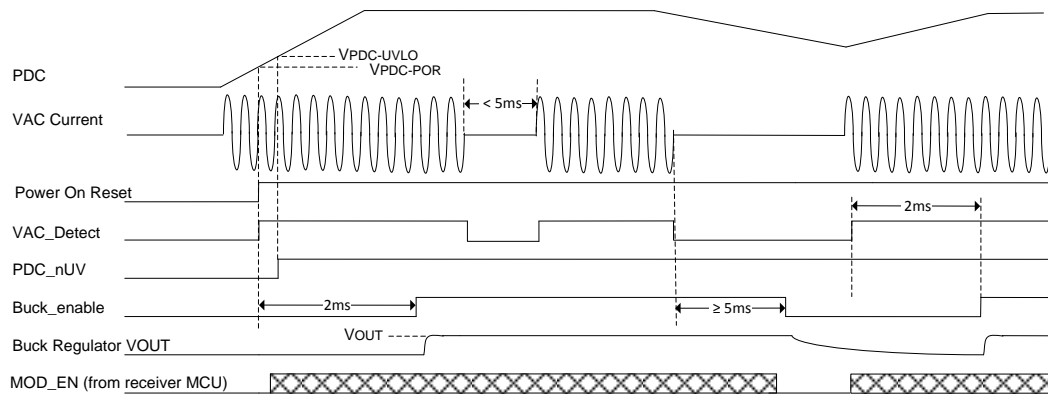 VPDC-UVLO
VPDC-POR
PDC
< 5ms
VAC Current
Power On Reset
2ms
VAC_Detect
PDC_nUV
2ms
Buck_enable
≥ 5ms
VOUT
Buck Regulator VOUT
MOD_EN (from receiver MCU)